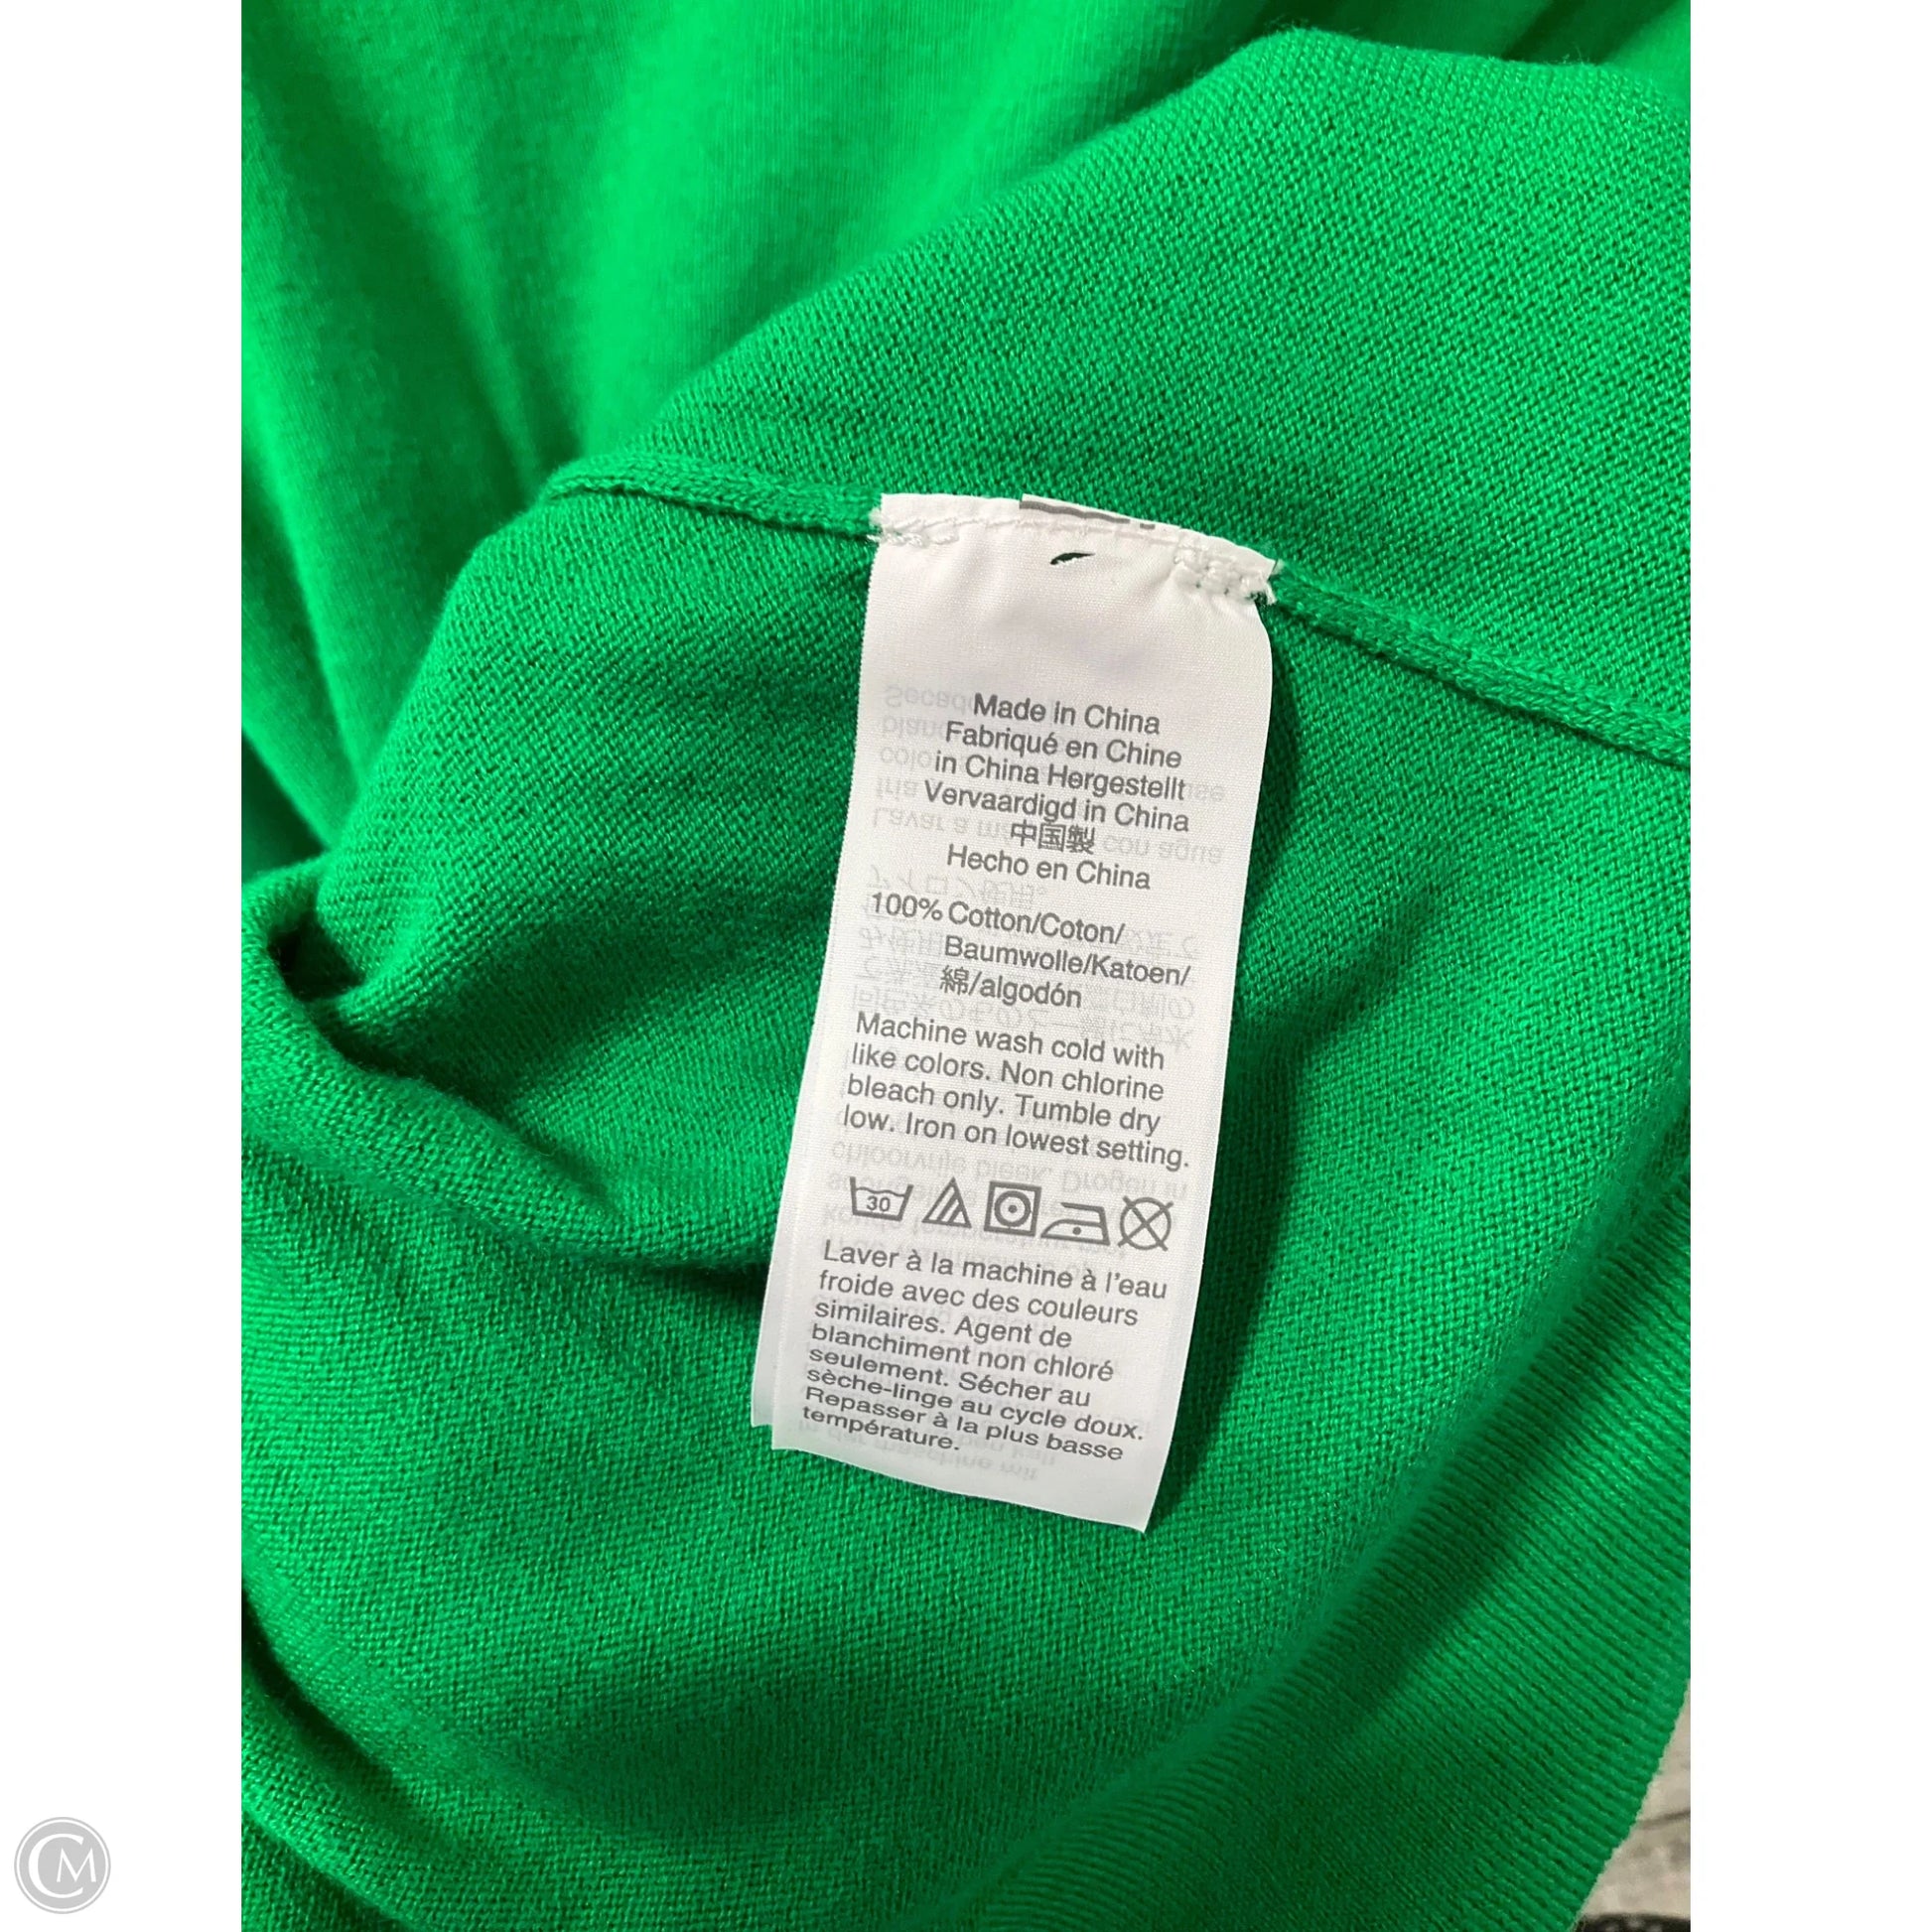 Made in China
Fabriqué en Chine
in China Hergestellt
Vervaardigd in China
中国製
Hecho en China
100% Cotton/Coton/
Baumwolle/Katoen/
綿/algodón
Machine wash cold with
like colors. Non chlorine
bleach only. Tumble dry
low. Iron on lowest setting.
30
Laver à la machine à l'eau
froide avec des couleurs
similaires. Agent de
blanchiment non chloré
seulement. Sécher au
sèche-linge au cycle doux.
Repasser à la plus basse
température.
CM